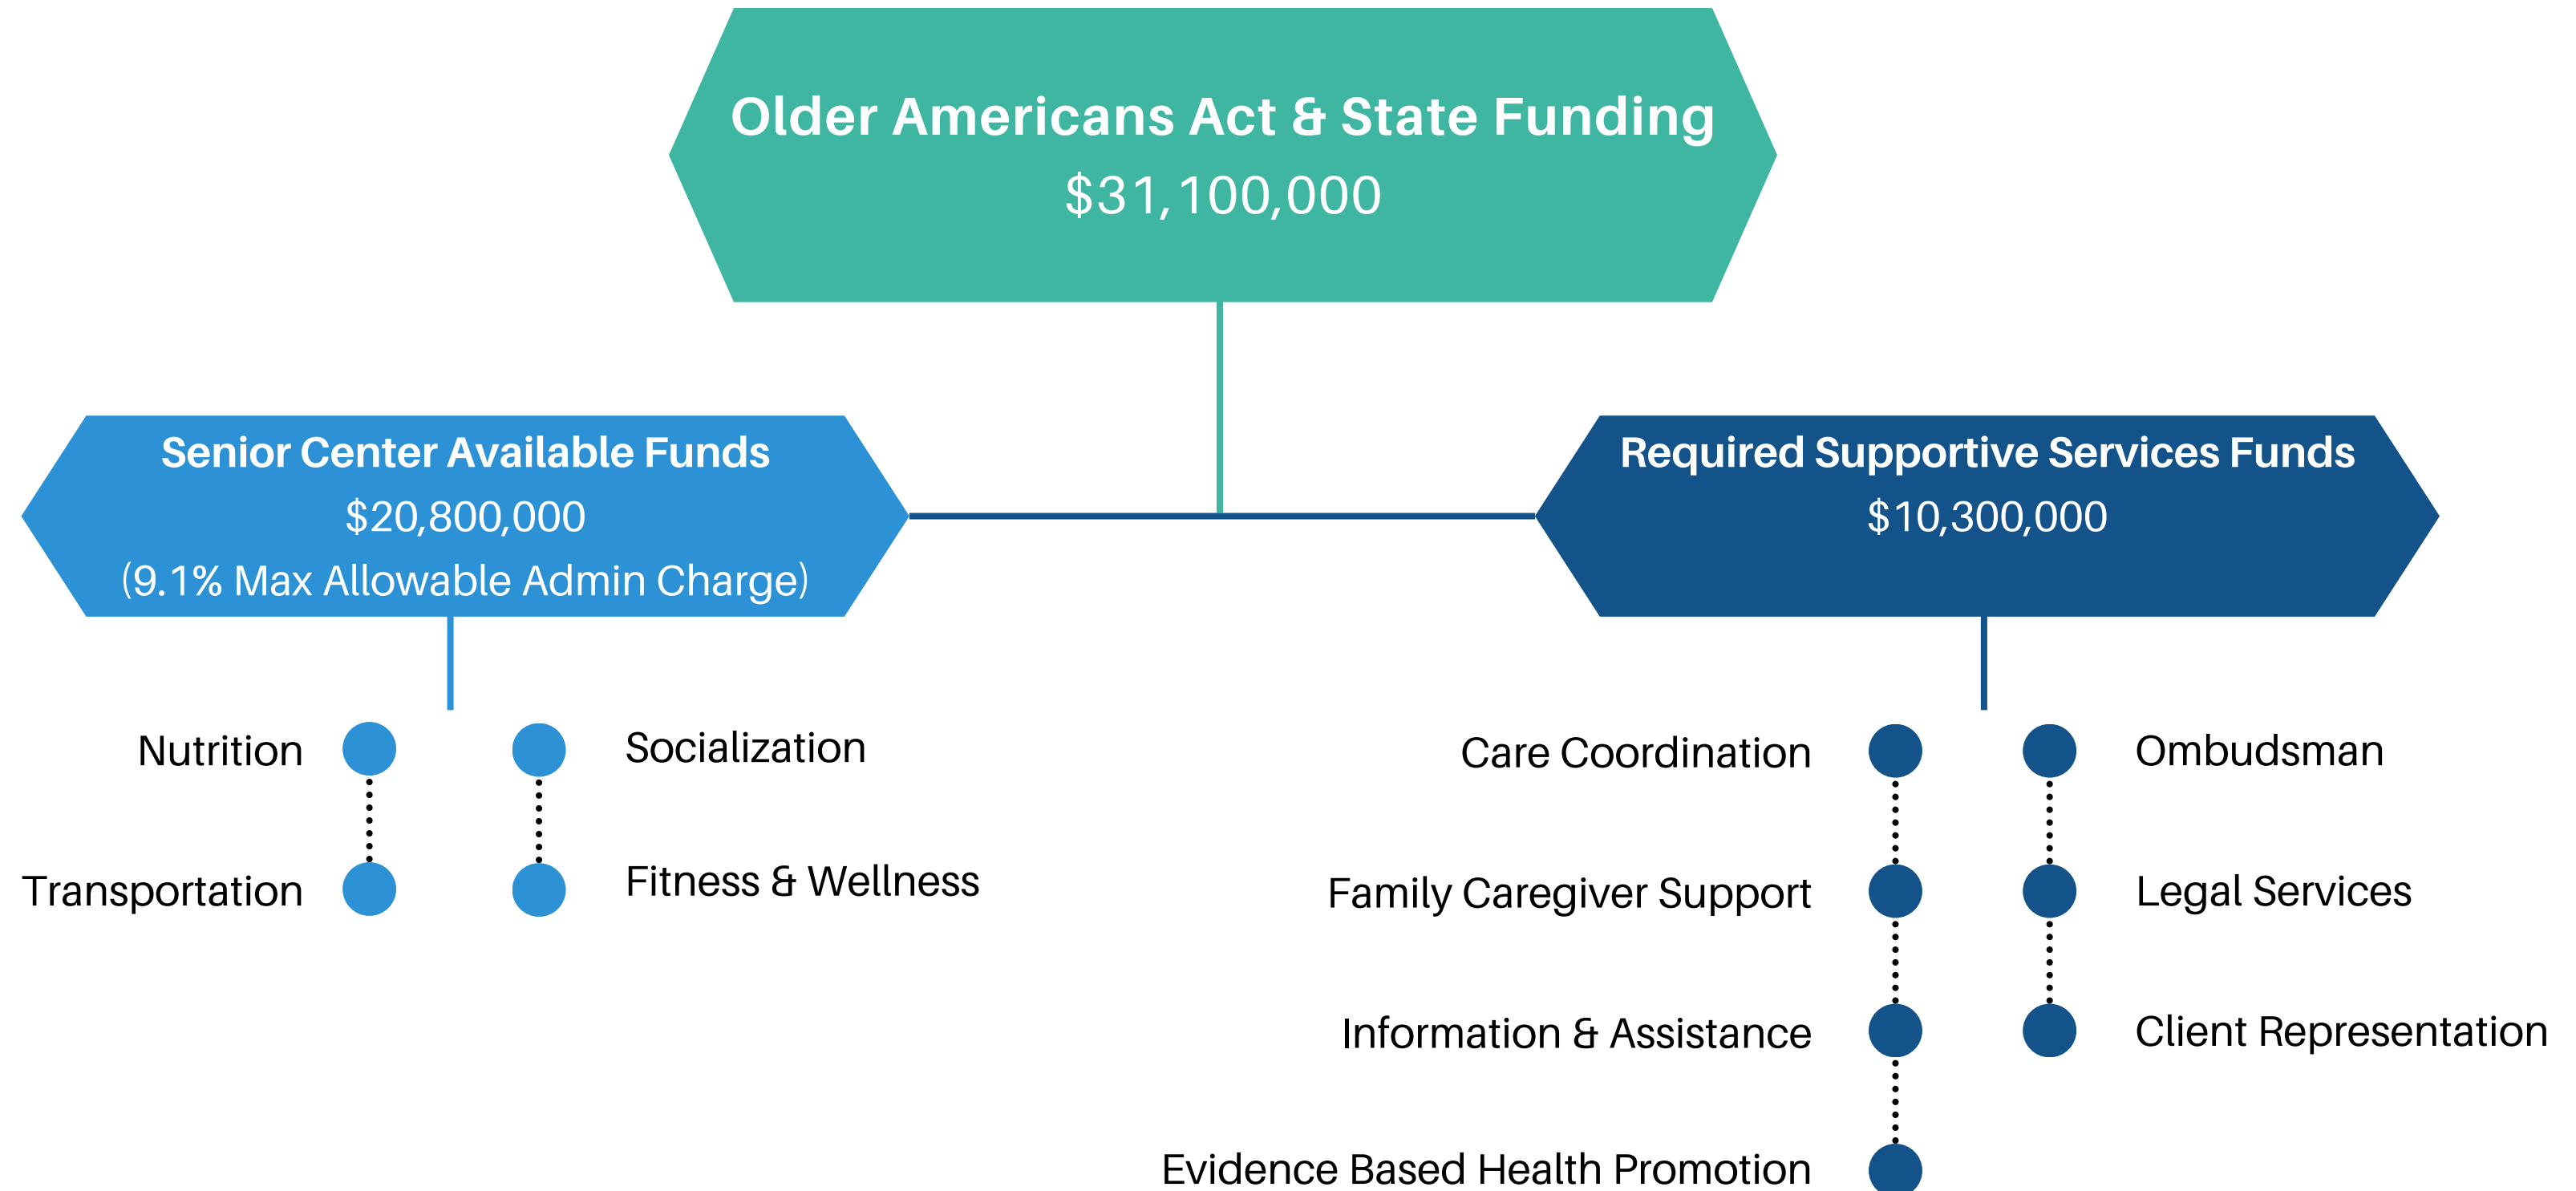 Older Americans Act & State Funding
$31,100,000
Senior Center Available Funds
$20,800,000
(9.1% Max Allowable Admin Charge)
Required Supportive Services Funds
$10,300,000
Nutrition
Socialization
Transportation
Fitness & Wellness
Care Coordination
Ombudsman
Family Caregiver Support
Legal Services
Information & Assistance
Client Representation
Evidence Based Health Promotion